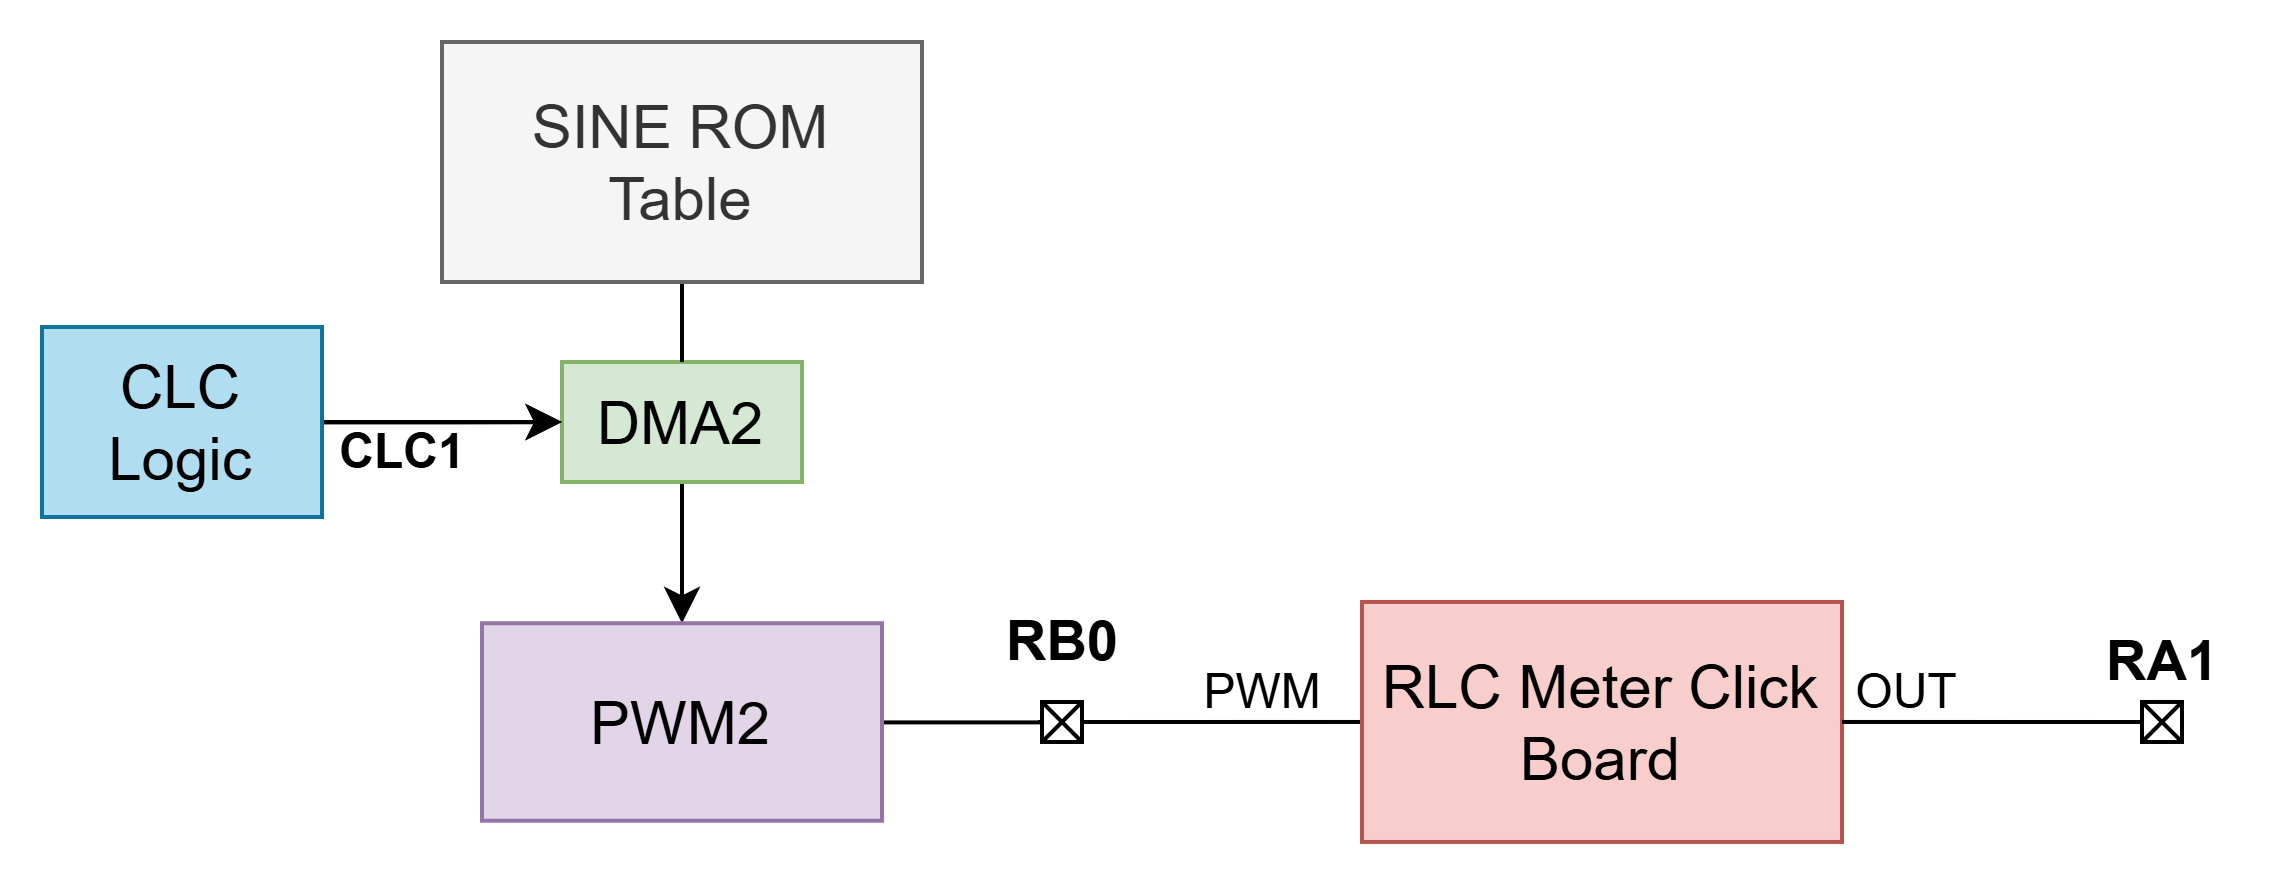 SINE ROM
Table
CLC
Logic
CLC1
DMA2
PWM2
RB0
PWM
RLC Meter Click
Board
OUT
RA1